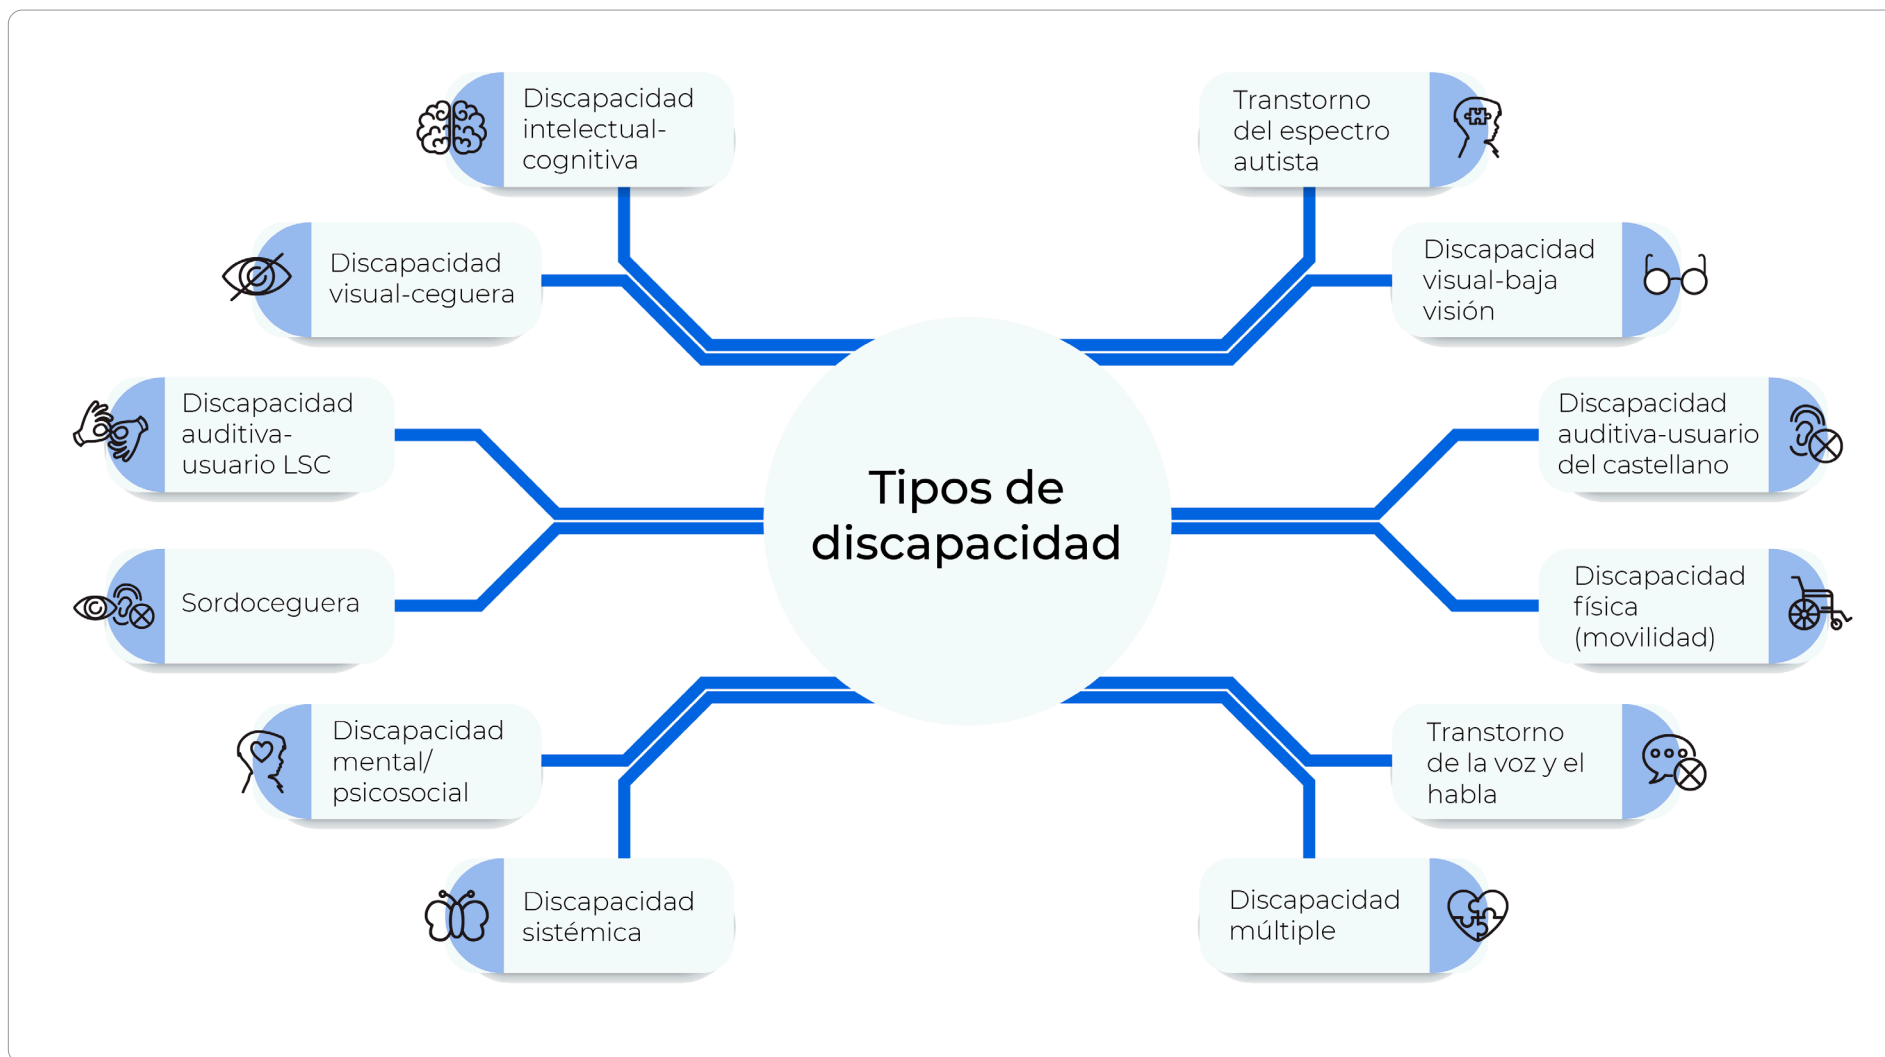 Discapacidad
intelectual-
cognitiva
Transtorno
del espectro
autista
Discapacidad
visual-ceguera
Discapacidad
visual-baja
visión
Discapacidad
auditiva-
usuario LSC
Discapacidad
auditiva-usuario
del castellano
Tipos de
discapacidad
Sordoceguera
Discapacidad
física
(movilidad)
Discapacidad
mental/
psicosocial
Transtorno
de la voz y el
habla
Discapacidad
sistémica
Discapacidad
múltiple